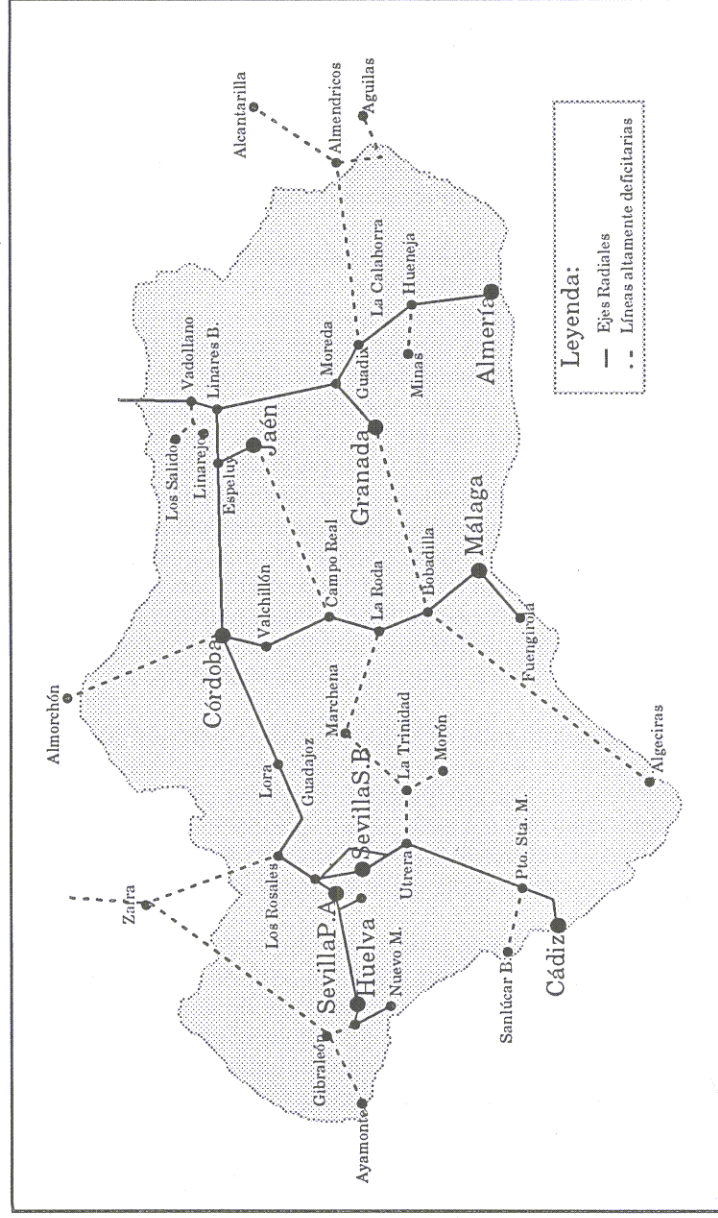 Alcantarilla
Almendricos
Aguilas
Vadollano
Linares B.
Los Salido
Linarejo
Espeluy
Jaén
Moreda
Guadix
La Calahorra
Hueneja
Minas
Almería
Granada
Almorchón
Córdoba
Valchillón
Campo Real
La Roda
Bobadilla
Málaga
Fuengirola
Marchena
La Trinidad
Morón
Algeciras
Lora
Guadajoz
Zafra
Los Rosales
Sevilla P.A
Sevilla S.B
Utrera
Huelva
Nuevo M.
Gibraleón
Ayamonte
Pto. Sta. M.
Sanlúcar B.
Cádiz
Leyenda:
Ejes Radiales
Líneas altamente deficitarias